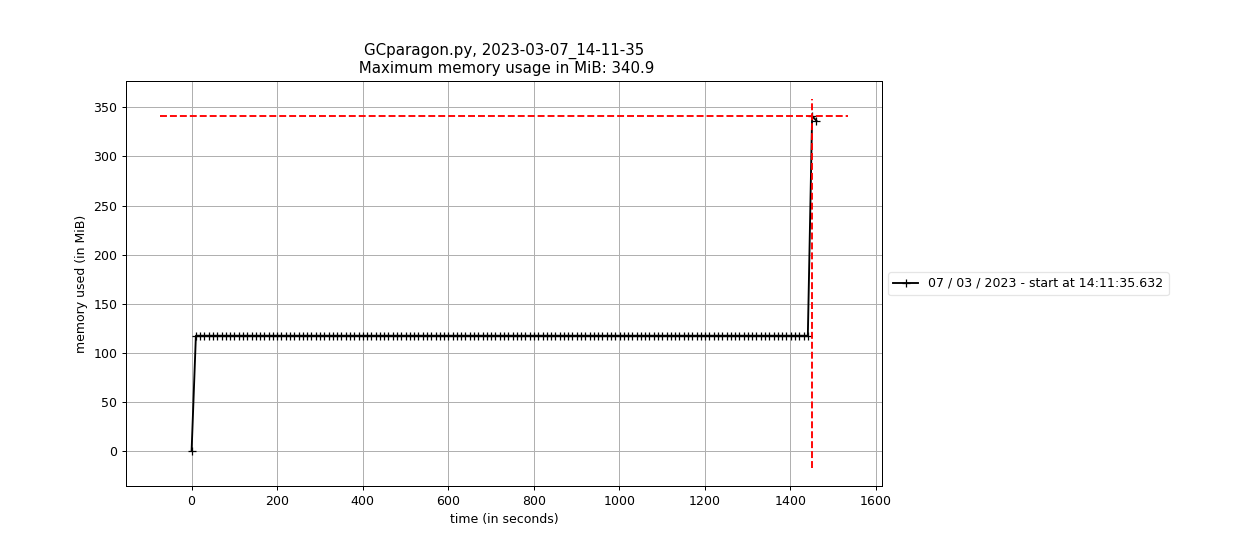 GCparagon.py, 2023-03-07_14-11-35
Maximum memory usage in MiB: 340.9
memory used (in MiB)
350
300
250
200
150
100
50
0
0 200 400 600 800 1000 1200 1400 1600
time (in seconds)
07 / 03 / 2023 - start at 14:11:35.632